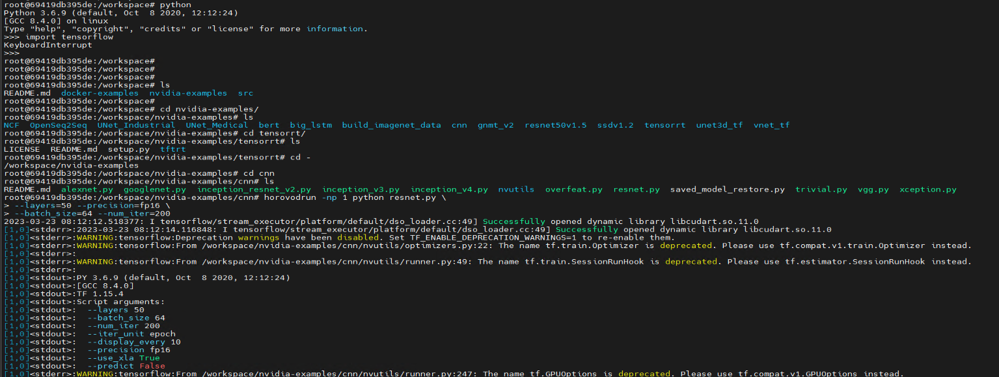 root@69419db395de:/workspace# python
Python 3.6.9 (default, Oct  8 2020, 12:12:24)
[GCC 8.4.0] on linux
Type "help", "copyright", "credits" or "license" for more information.
>>> import tensorflow
KeyboardInterrupt
>>>
root@69419db395de:/workspace#
root@69419db395de:/workspace#
root@69419db395de:/workspace#
root@69419db395de:/workspace# ls
README.md  docker-examples  nvidia-examples  src
root@69419db395de:/workspace#
root@69419db395de:/workspace# cd nvidia-examples/
root@69419db395de:/workspace/nvidia-examples# ls
NCF  OpenSeq2Seq  UNet_Industrial  UNet_Medical  bert  big_lstm  build_imagenet_data  cnn  gnmt_v2  resnet50v1.5  ssdv1.2  tensorrt  unet3d_tf  vnet_tf
root@69419db395de:/workspace/nvidia-examples# cd tensorrt/
root@69419db395de:/workspace/nvidia-examples/tensorrt# ls
LICENSE  README.md  setup.py  tftrt
root@69419db395de:/workspace/nvidia-examples/tensorrt# cd -
/workspace/nvidia-examples
root@69419db395de:/workspace/nvidia-examples# cd cnn
root@69419db395de:/workspace/nvidia-examples/cnn# ls
README.md  alexnet.py  googlenet.py  inception_resnet_v2.py  inception_v3.py  inception_v4.py  nvutils  overfeat.py  resnet.py  saved_model_restore.py  trivial.py  vgg.py  xception.py
root@69419db395de:/workspace/nvidia-examples/cnn# horovodrun -np 1 python resnet.py \
> --layers=50 --precision=fp16 \
> --batch_size=64 --num_iter=200
2023-03-23 08:12:12.518377: I tensorflow/stream_executor/platform/default/dso_loader.cc:49] Successfully opened dynamic library libcudart.so.11.0
[1,0]<stderr>:2023-03-23 08:12:14.116848: I tensorflow/stream_executor/platform/default/dso_loader.cc:49] Successfully opened dynamic library libcudart.so.11.0
[1,0]<stderr>:WARNING:tensorflow:Deprecation warnings have been disabled. Set TF_ENABLE_DEPRECATION_WARNINGS=1 to re-enable them.
[1,0]<stderr>:WARNING:tensorflow:From /workspace/nvidia-examples/cnn/nvutils/optimizers.py:22: The name tf.train.Optimizer is deprecated. Please use tf.compat.v1.train.Optimizer instead.
[1,0]<stderr>:
[1,0]<stderr>:WARNING:tensorflow:From /workspace/nvidia-examples/cnn/nvutils/runner.py:49: The name tf.train.SessionRunHook is deprecated. Please use tf.estimator.SessionRunHook instead.
[1,0]<stderr>:
[1,0]<stdout>:PY 3.6.9 (default, Oct  8 2020, 12:12:24)
[1,0]<stdout>:[GCC 8.4.0]
[1,0]<stdout>:TF 1.15.4
[1,0]<stdout>:Script arguments:
[1,0]<stdout>:  --layers 50
[1,0]<stdout>:  --batch_size 64
[1,0]<stdout>:  --num_iter 200
[1,0]<stdout>:  --iter_unit epoch
[1,0]<stdout>:  --display_every 10
[1,0]<stdout>:  --precision fp16
[1,0]<stdout>:  --use_xla True
[1,0]<stdout>:  --predict False
[1,0]<stderr>:WARNING:tensorflow:From /workspace/nvidia-examples/cnn/nvutils/runner.py:247: The name tf.GPUOptions is deprecated. Please use tf.compat.v1.GPUOptions instead.